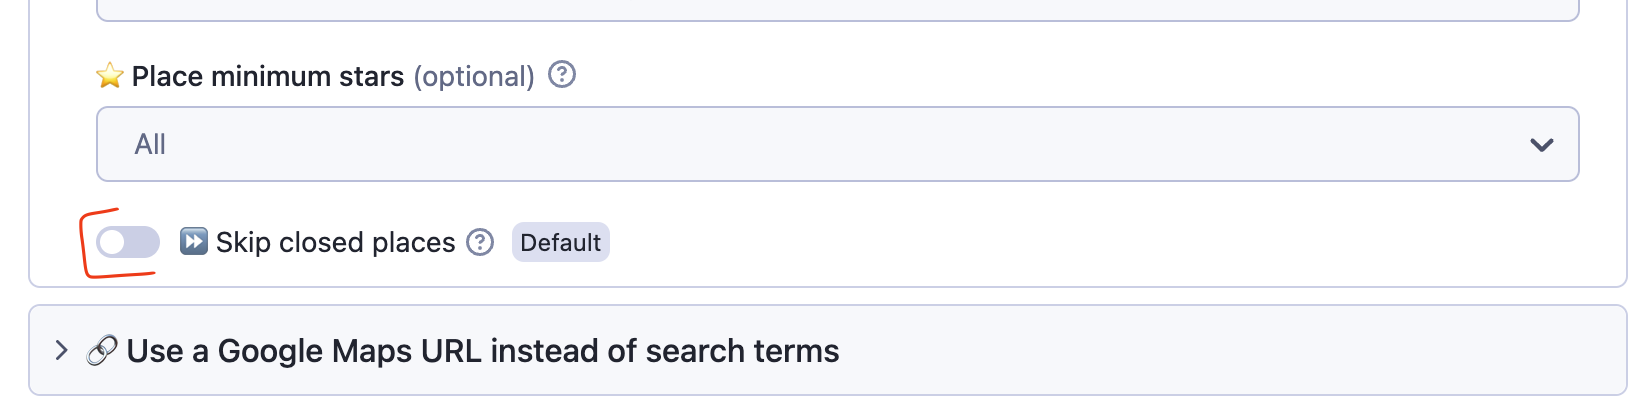 ⭐ Place minimum stars (optional) ?
All
⏩ Skip closed places ? Default
🔗 Use a Google Maps URL instead of search terms